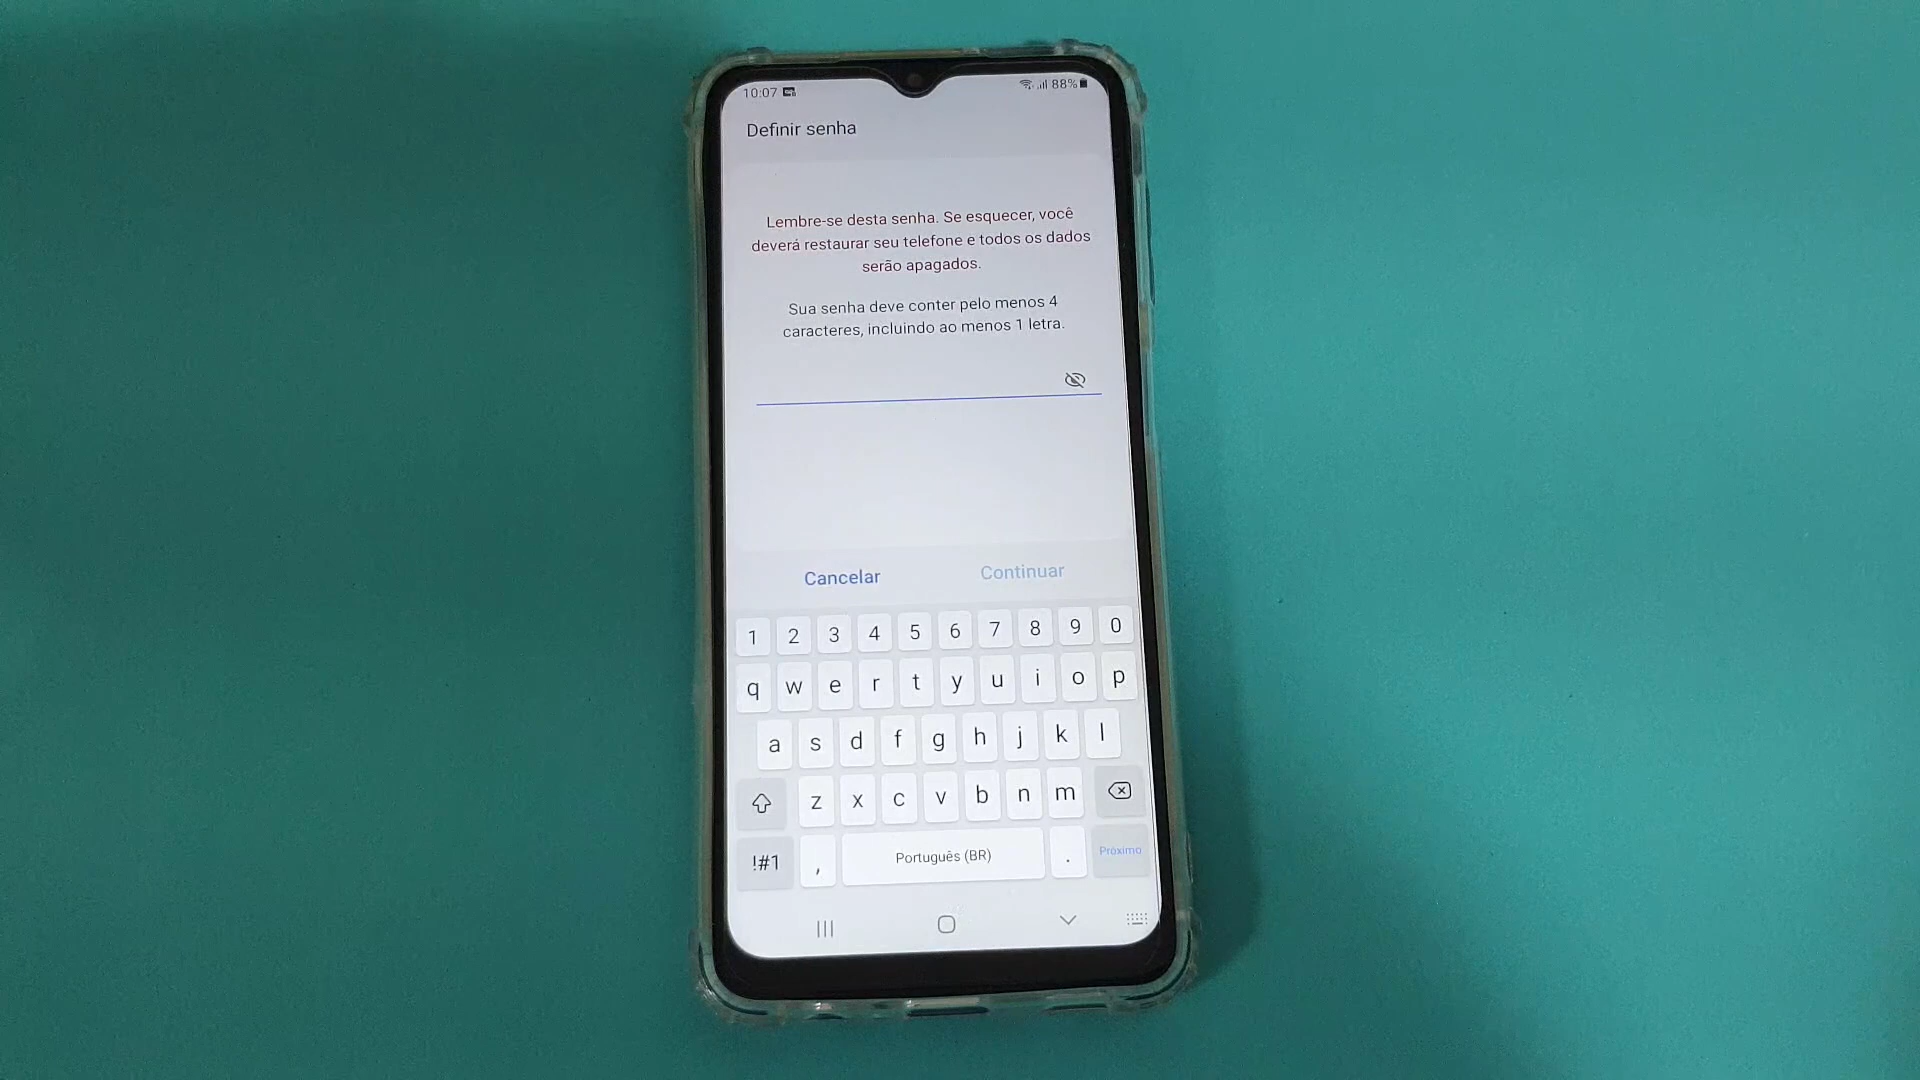 10:07 88%
Definir senha
Lembre-se desta senha. Se esquecer, você
deverá restaurar seu telefone e todos os dados
serão apagados.
Sua senha deve conter pelo menos 4
caracteres, incluindo ao menos 1 letra.
Cancelar Continuar
1 2 3 4 5 6 7 8 9 0
q w e r t y u i o p
a s d f g h j k l
z x c v b n m
!#1 , Português (BR) . Próximo